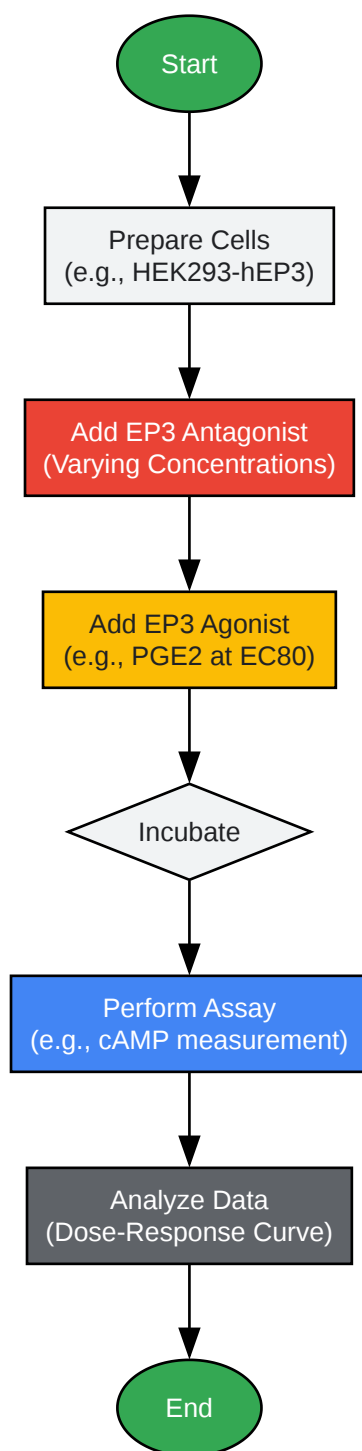 Start
Prepare Cells
(e.g., HEK293-hEP3)
Add EP3 Antagonist
(Varying Concentrations)
Add EP3 Agonist
(e.g., PGE2 at EC80)
Incubate
Perform Assay
(e.g., cAMP measurement)
Analyze Data
(Dose-Response Curve)
End